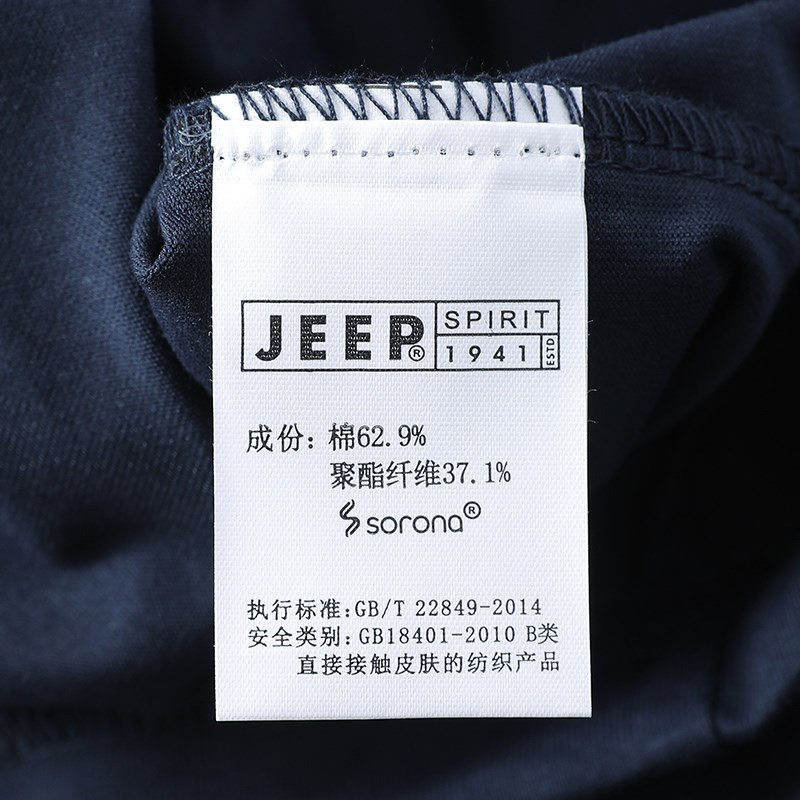 JEEP® SPIRIT
1941 ESTD
成份：棉62.9%
聚酯纤维37.1%
sorona®
执行标准:GB/T 22849-2014
安全类别:GB18401-2010 B类
直接接触皮肤的纺织产品